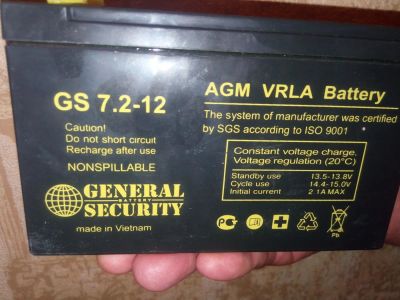 GS 7.2-12
Caution!
Do not short circuit
Recharge after use
NONSPILLABLE
GENERAL
BATTERY
SECURITY
made in Vietnam
AGM VRLA Battery
The system of manufacturer was certified
by SGS according to ISO 9001
Constant voltage charge,
Voltage regulation (20°C)
Standby use 13.5-13.8V
Cycle use 14.4-15.0V
Initial current 2.1A MAX
Pb